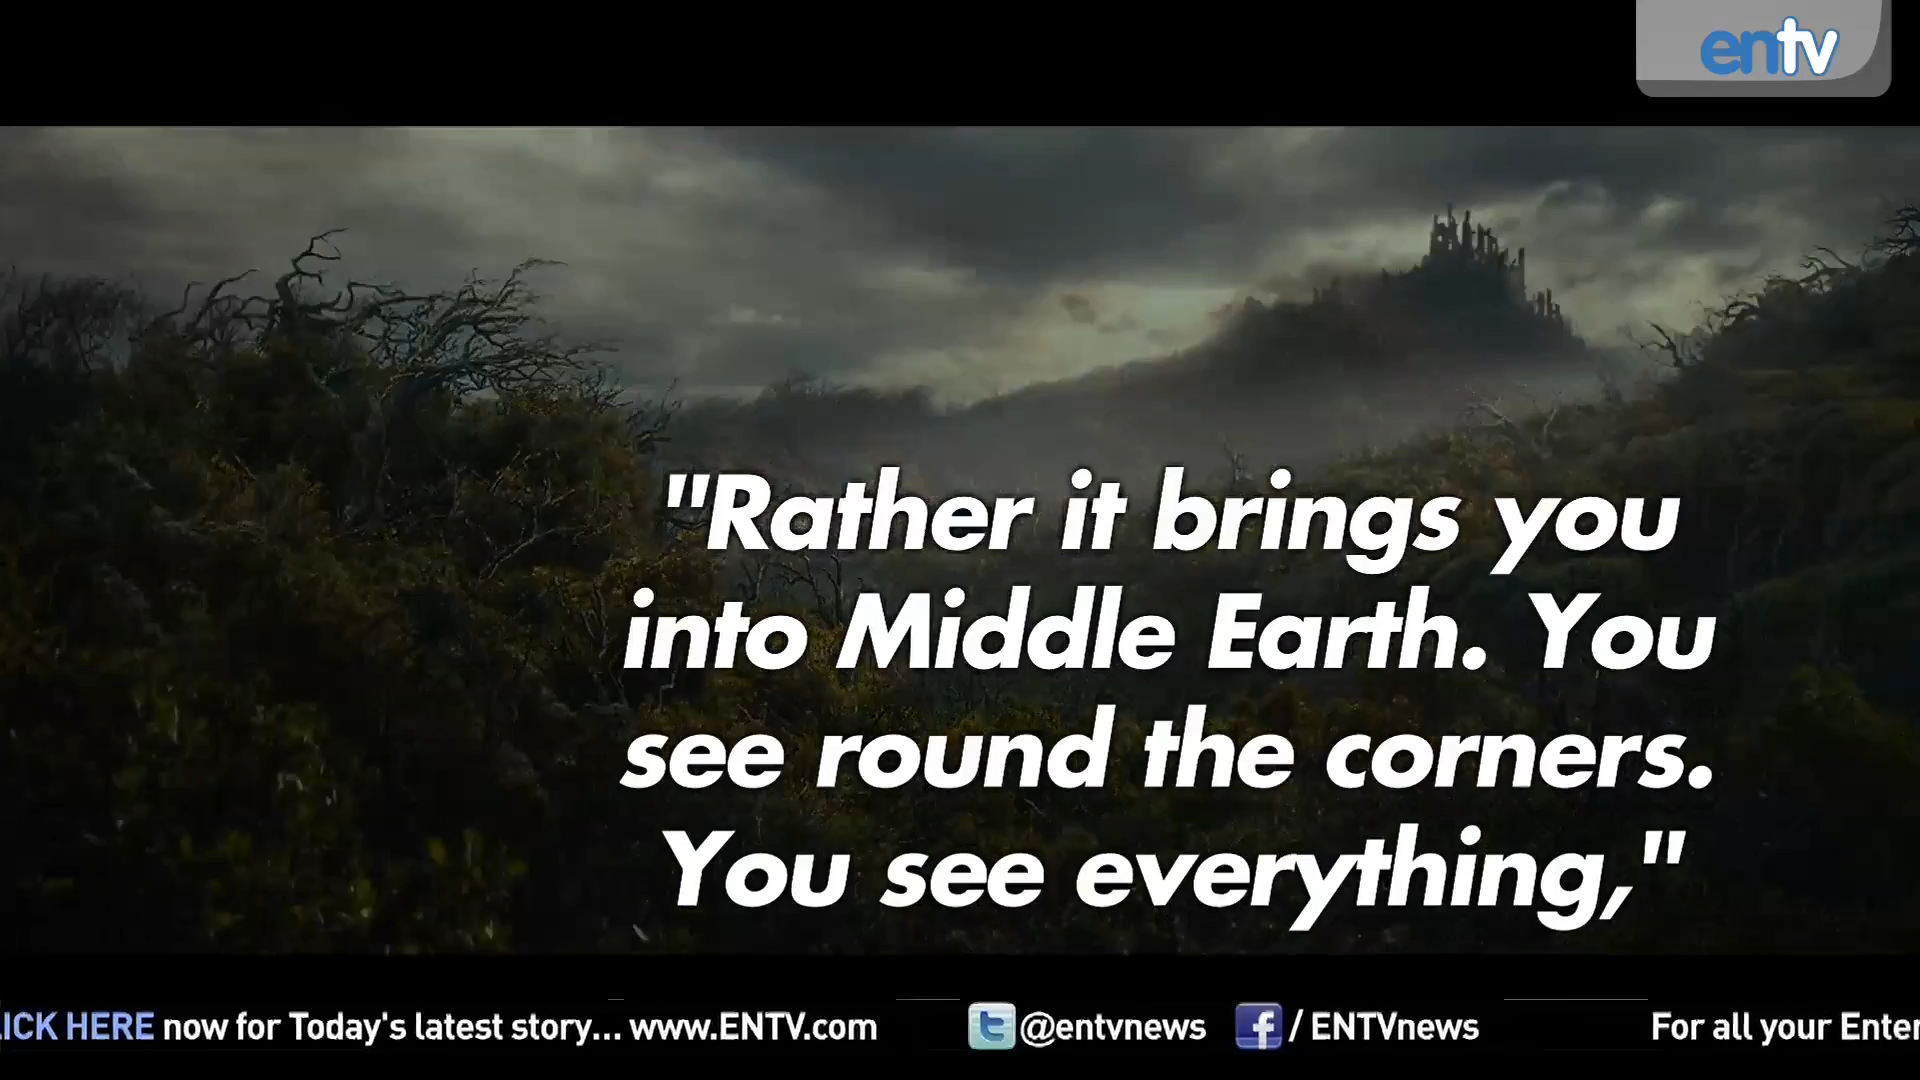 entv
"Rather it brings you
into Middle Earth. You
see round the corners.
You see everything,"
ICK HERE now for Today's latest story... www.ENTV.com @entvnews / ENTVnews For all your Enter